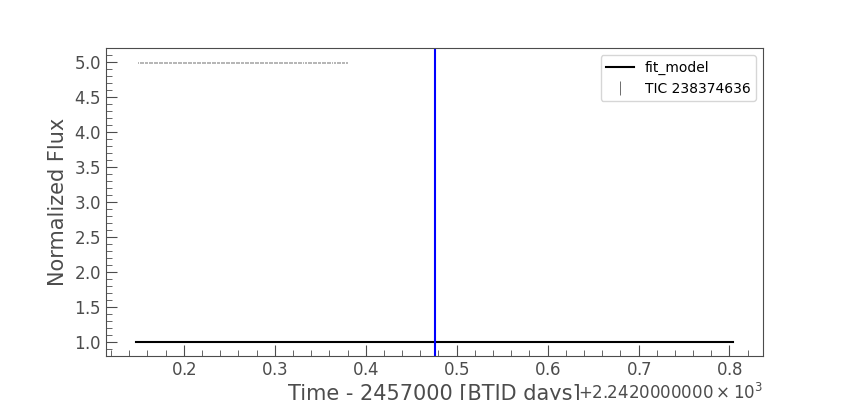 fit_model
TIC 238374636
Normalized Flux
5.0
4.5
4.0
3.5
3.0
2.5
2.0
1.5
1.0
0.2 0.3 0.4 0.5 0.6 0.7 0.8
Time - 2457000 [BTJD days]
+2.2420000000 × 10³